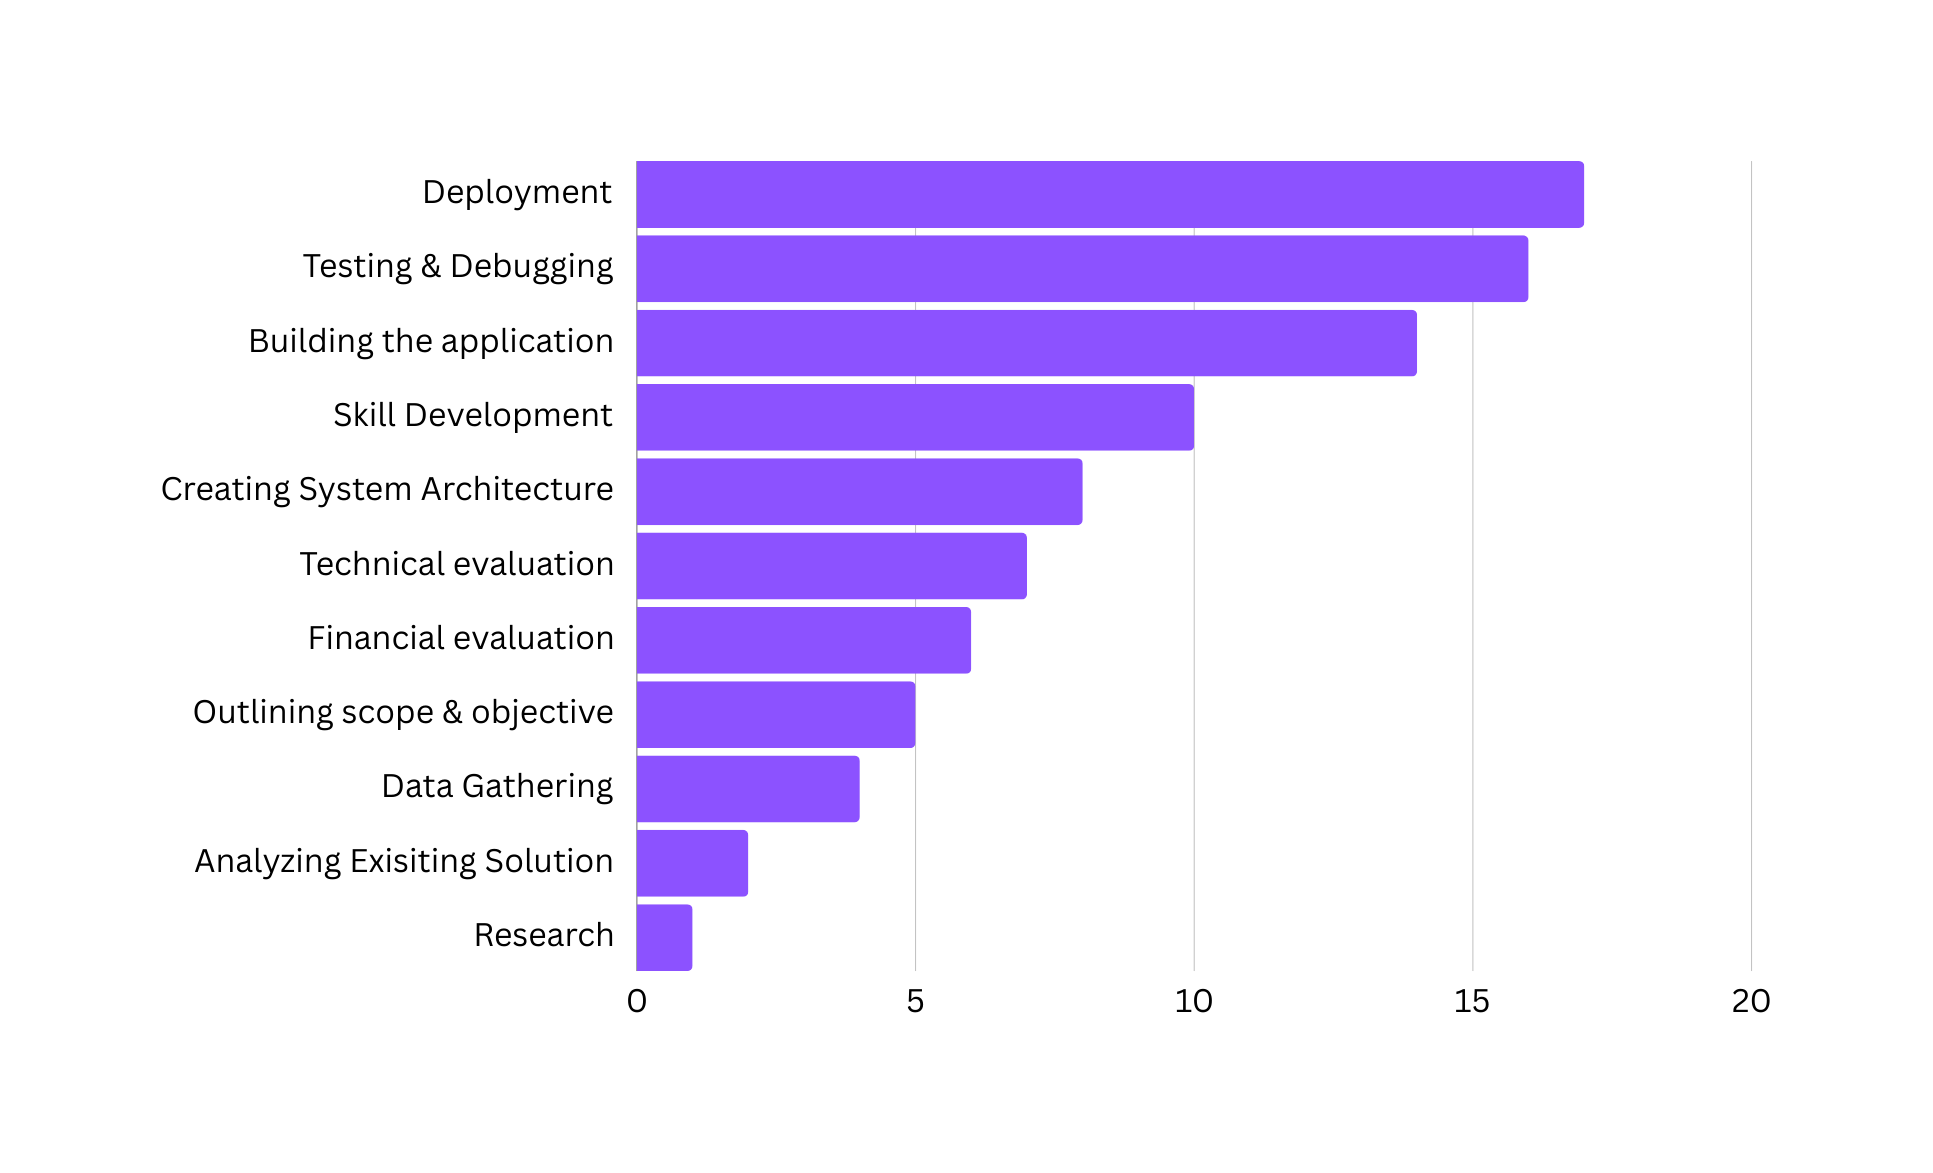 Deployment
Testing & Debugging
Building the application
Skill Development
Creating System Architecture
Technical evaluation
Financial evaluation
Outlining scope & objective
Data Gathering
Analyzing Exisiting Solution
Research
0 5 10 15 20